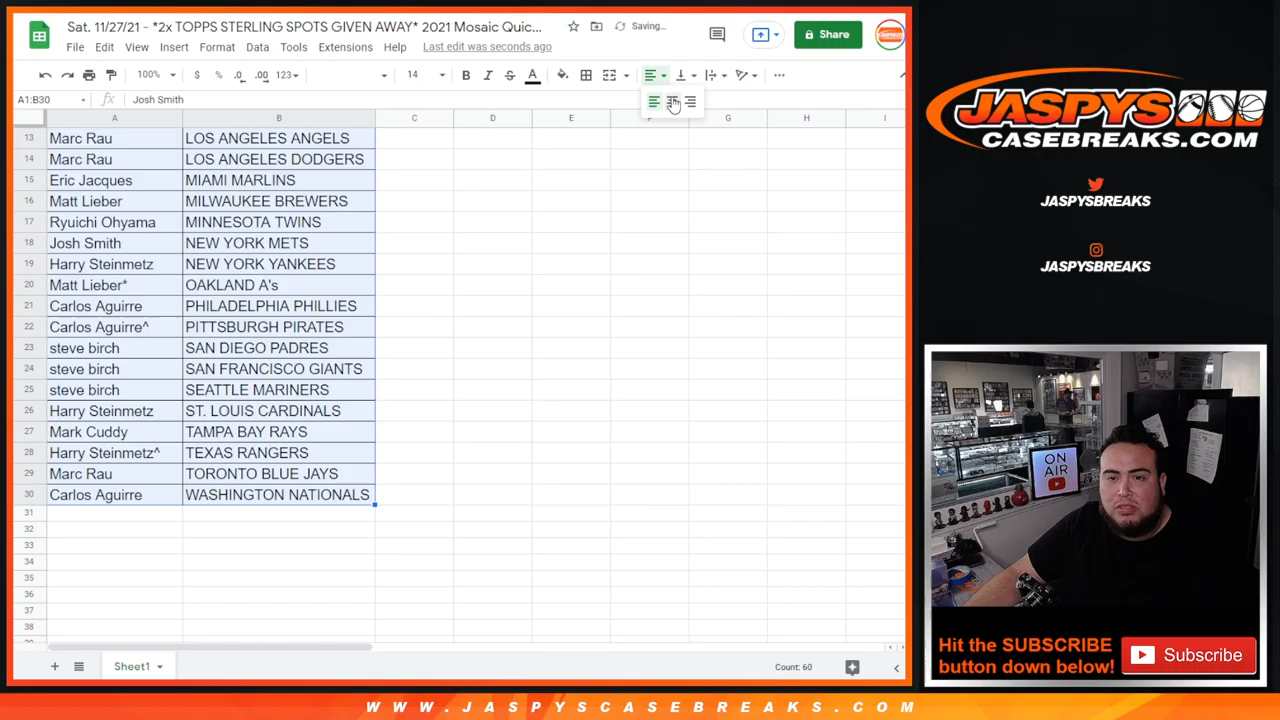 Sat. 11/27/21 - *2x TOPPS STERLING SPOTS GIVEN AWAY* 2021 Mosaic Quic...
Saving...
Share
File Edit View Insert Format Data Tools Extensions Help Last edit was seconds ago
100% $ % .0 .00 123 14 B I S A
A1:B30 fx Josh Smith
A B C D E F G H I
13 Marc Rau LOS ANGELES ANGELS
14 Marc Rau LOS ANGELES DODGERS
15 Eric Jacques MIAMI MARLINS
16 Matt Lieber MILWAUKEE BREWERS
17 Ryuichi Ohyama MINNESOTA TWINS
18 Josh Smith NEW YORK METS
19 Harry Steinmetz NEW YORK YANKEES
20 Matt Lieber* OAKLAND A's
21 Carlos Aguirre PHILADELPHIA PHILLIES
22 Carlos Aguirre^ PITTSBURGH PIRATES
23 steve birch SAN DIEGO PADRES
24 steve birch SAN FRANCISCO GIANTS
25 steve birch SEATTLE MARINERS
26 Harry Steinmetz ST. LOUIS CARDINALS
27 Mark Cuddy TAMPA BAY RAYS
28 Harry Steinmetz^ TEXAS RANGERS
29 Marc Rau TORONTO BLUE JAYS
30 Carlos Aguirre WASHINGTON NATIONALS
31
32
33
34
35
36
37
38
Sheet1
Count: 60
JASPYS
CASEBREAKS.COM
JASPYSBREAKS
JASPYSBREAKS
ON
AIR
Hit the SUBSCRIBE
button down below!
Subscribe
WWW.JASPYSCASEBREAKS.COM